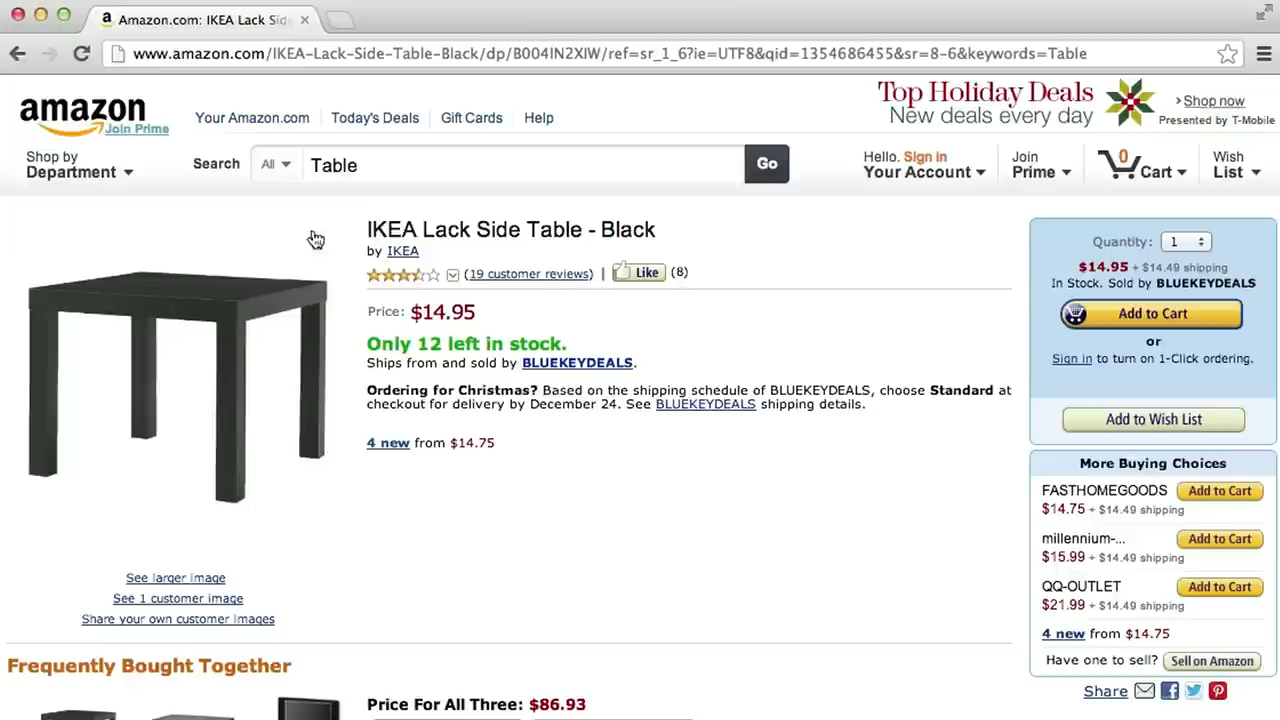 Amazon.com: IKEA Lack Side
www.amazon.com/IKEA-Lack-Side-Table-Black/dp/B004IN2XIW/ref=sr_1_6?ie=UTF8&qid=1354686455&sr=8-6&keywords=Table
amazon
Join Prime
Your Amazon.com
Today's Deals
Gift Cards
Help
Top Holiday Deals
New deals every day
Shop now
Presented by T-Mobile
Shop by
Department
Search
All
Table
Go
Hello. Sign in
Your Account
Join
Prime
0
Cart
Wish
List
IKEA Lack Side Table - Black
by IKEA
(19 customer reviews) | Like (8)
Price: $14.95
Only 12 left in stock.
Ships from and sold by BLUEKEYDEALS.
Ordering for Christmas? Based on the shipping schedule of BLUEKEYDEALS, choose Standard at
checkout for delivery by December 24. See BLUEKEYDEALS shipping details.
4 new from $14.75
See larger image
See 1 customer image
Share your own customer images
Quantity: 1
$14.95 + $14.49 shipping
In Stock. Sold by BLUEKEYDEALS
Add to Cart
or
Sign in to turn on 1-Click ordering.
Add to Wish List
More Buying Choices
FASTHOMEGOODS
Add to Cart
$14.75 + $14.49 shipping
millennium-...
Add to Cart
$15.99 + $14.49 shipping
QQ-OUTLET
Add to Cart
$21.99 + $14.49 shipping
4 new from $14.75
Have one to sell? Sell on Amazon
Share
Frequently Bought Together
Price For All Three: $86.93